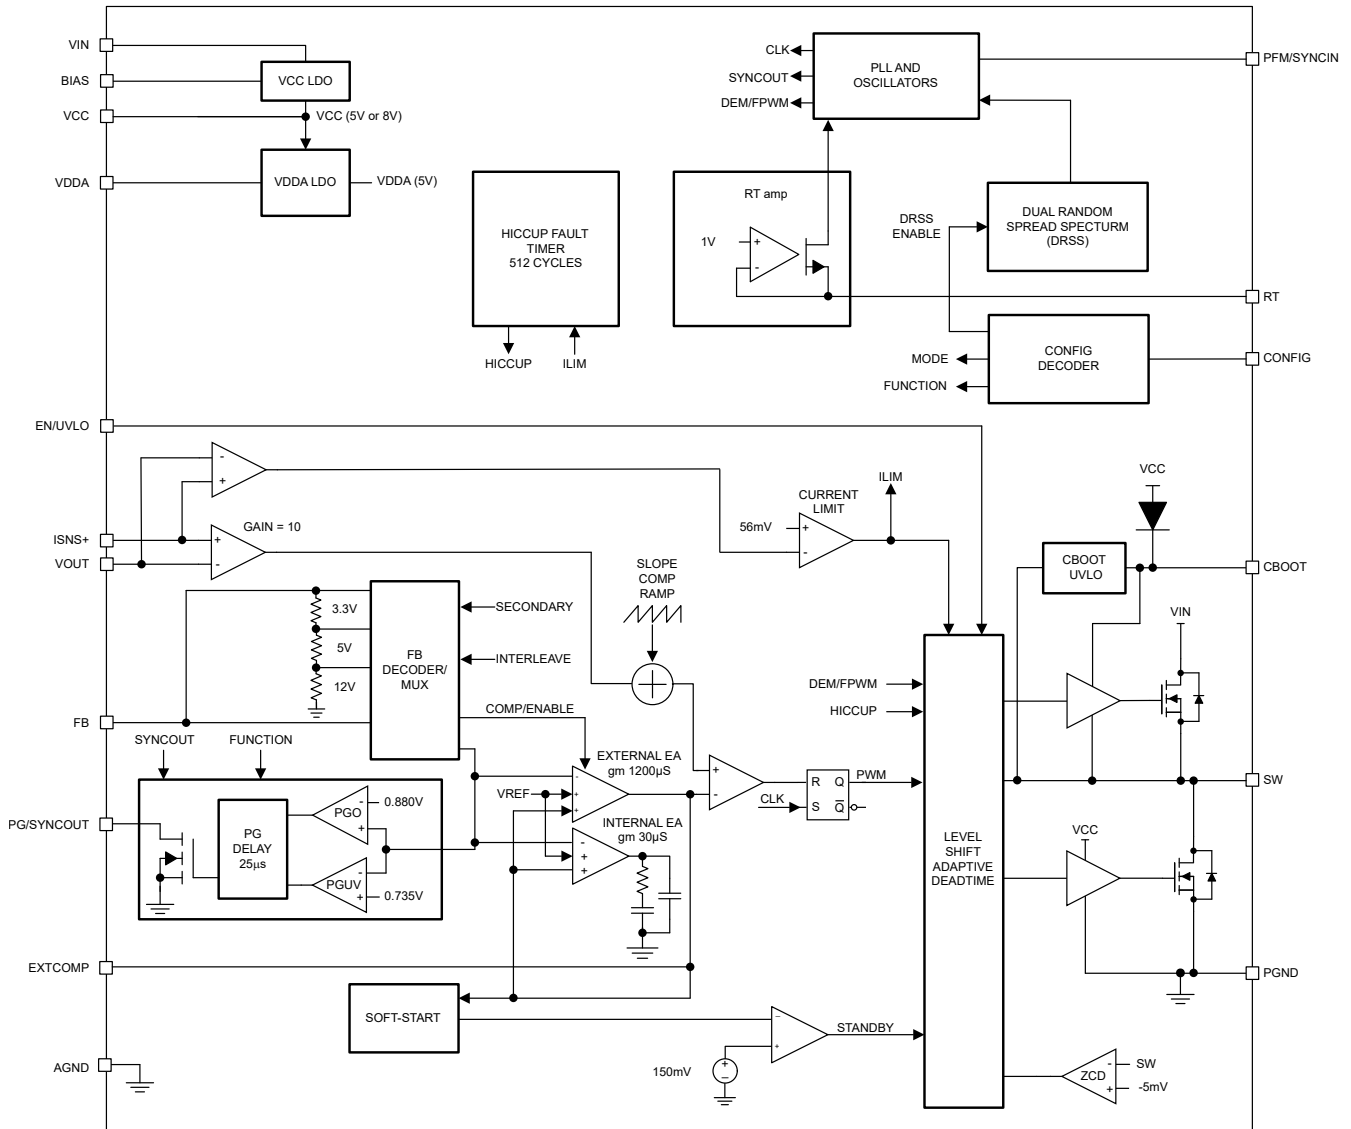 VIN
BIAS
VCC
VDDA
VCC LDO
VCC (5V or 8V)
VDDA LDO
VDDA (5V)
HICCUP FAULT
TIMER
512 CYCLES
HICCUP
ILIM
CLK
SYNCOUT
DEM/FPWM
PLL AND
OSCILLATORS
PFM/SYNCIN
RT amp
1V
+
-
DRSS
ENABLE
DUAL RANDOM
SPREAD SPECTURM
(DRSS)
RT
MODE
FUNCTION
CONFIG
DECODER
CONFIG
EN/UVLO
-
+
ISNS+
VOUT
GAIN = 10
+
-
CURRENT
LIMIT
56mV
+
-
ILIM
VCC
CBOOT
UVLO
CBOOT
VIN
SLOPE
COMP
RAMP
3.3V
5V
12V
FB
DECODER/
MUX
SECONDARY
INTERLEAVE
COMP/ENABLE
FB
SYNCOUT
FUNCTION
PG/SYNCOUT
PG
DELAY
25µs
PGO
-
+
0.880V
PGUV
-
+
0.735V
EXTERNAL EA
gm 1200µS
VREF
-
+
+
INTERNAL EA
gm 30µS
-
+
+
+
-
CLK
R
Q
S
Q
PWM
DEM/FPWM
HICCUP
LEVEL
SHIFT
ADAPTIVE
DEADTIME
SW
VCC
PGND
EXTCOMP
SOFT-START
−
+
STANDBY
150mV
+
−
ZCD
-
+
SW
-5mV
AGND